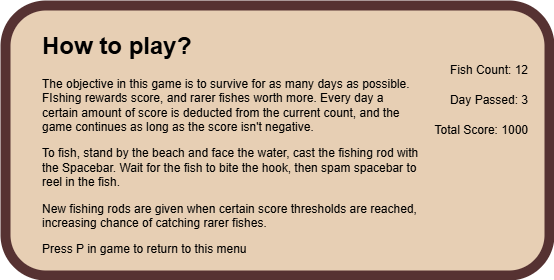 How to play?
Fish Count: 12
The objective in this game is to survive for as many days as possible.
FIshing rewards score, and rarer fishes worth more. Every day a
certain amount of score is deducted from the current count, and the
game continues as long as the score isn't negative.
Day Passed: 3
Total Score: 1000
To fish, stand by the beach and face the water, cast the fishing rod with
the Spacebar. Wait for the fish to bite the hook, then spam spacebar to
reel in the fish.
New fishing rods are given when certain score thresholds are reached,
increasing chance of catching rarer fishes.
Press P in game to return to this menu